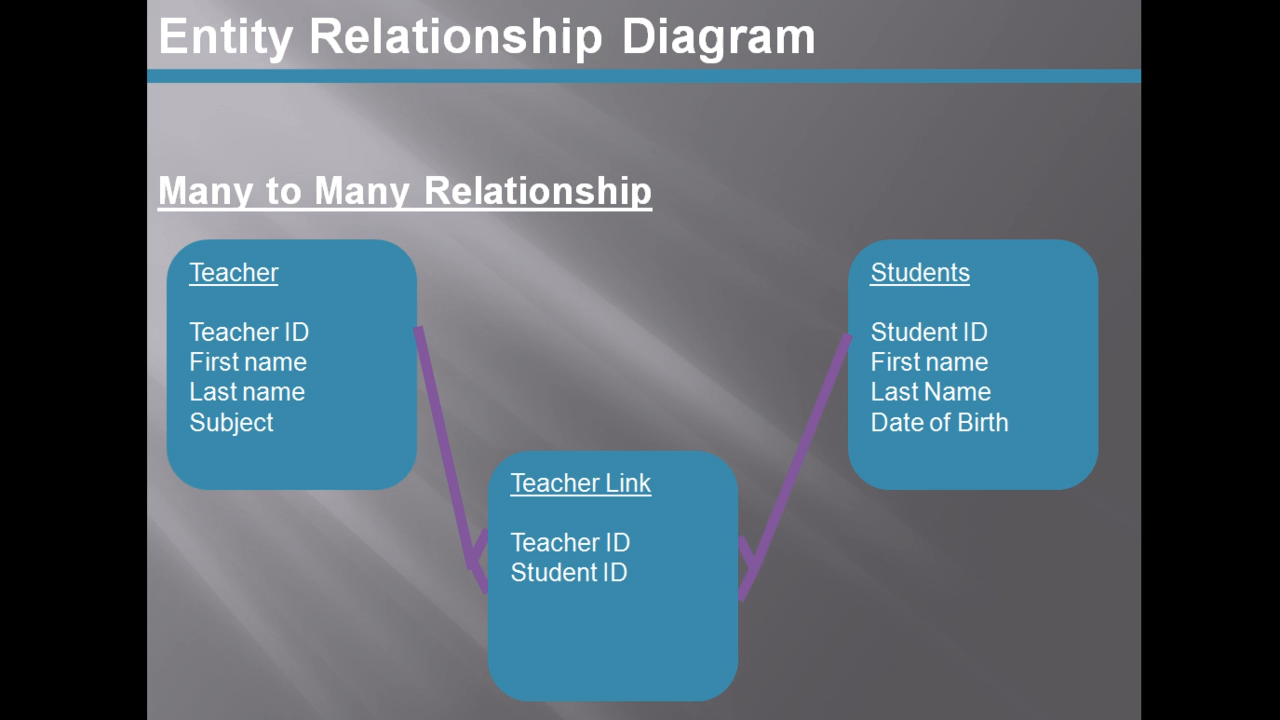 Entity Relationship Diagram
Many to Many Relationship
Teacher
Teacher ID
First name
Last name
Subject
Students
Student ID
First name
Last Name
Date of Birth
Teacher Link
Teacher ID
Student ID